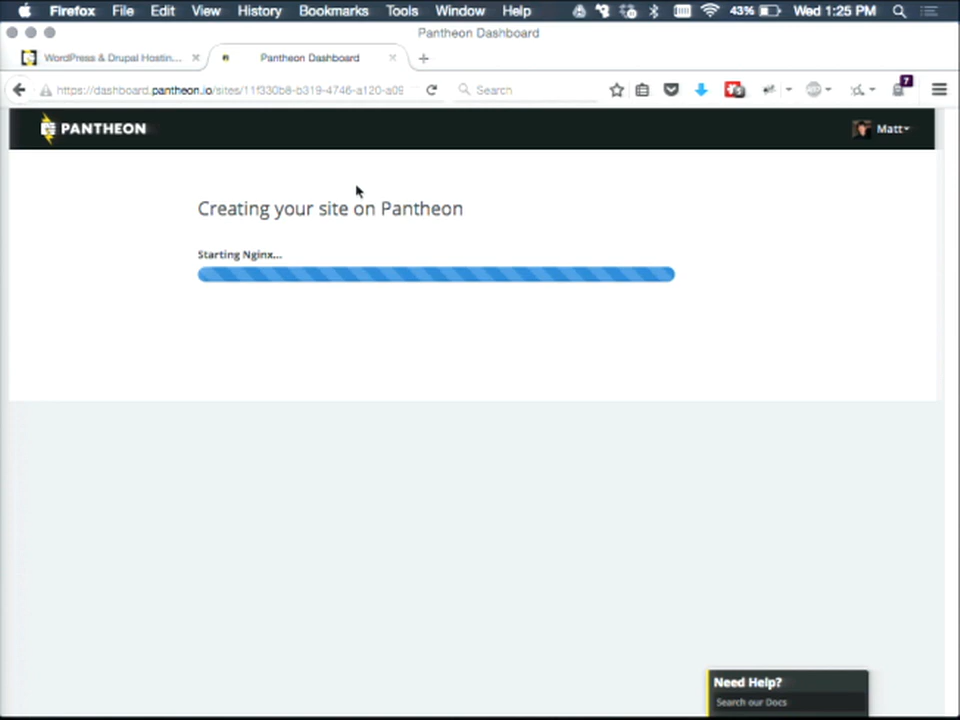 Firefox File Edit View History Bookmarks Tools Window Help 43% Wed 1:25 PM
Pantheon Dashboard
WordPress & Drupal Hostin... Pantheon Dashboard
https://dashboard.pantheon.io/sites/11f330b8-b319-4746-a120-a09 Search 7
PANTHEON Matt
Creating your site on Pantheon
Starting Nginx...
Need Help?
Search our Docs